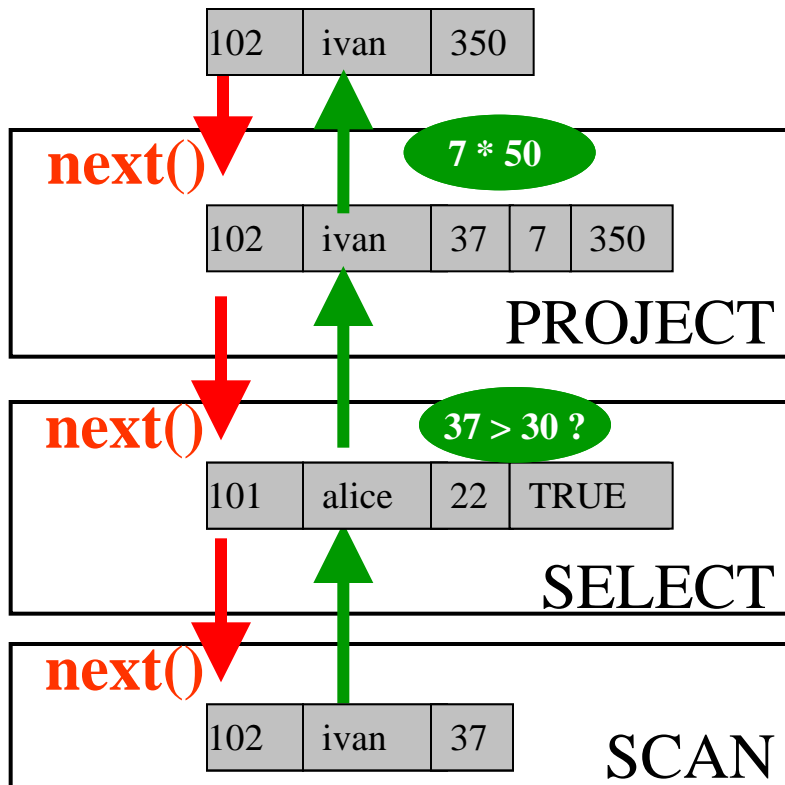 102 ivan 350
7 * 50
next()
102 ivan 37 7 350
PROJECT
37 > 30 ?
next()
101 alice 22 TRUE
SELECT
next()
102 ivan 37
SCAN